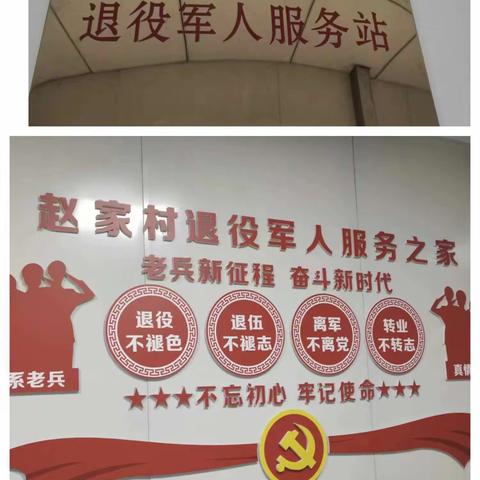 退役军人服务站
赵家村退役军人服务之家
老兵新征程 奋斗新时代
退役
不褪色
退伍
不褪志
离军
不离党
转业
不转志
系老兵
真情
★★★不忘初心 牢记使命★★★